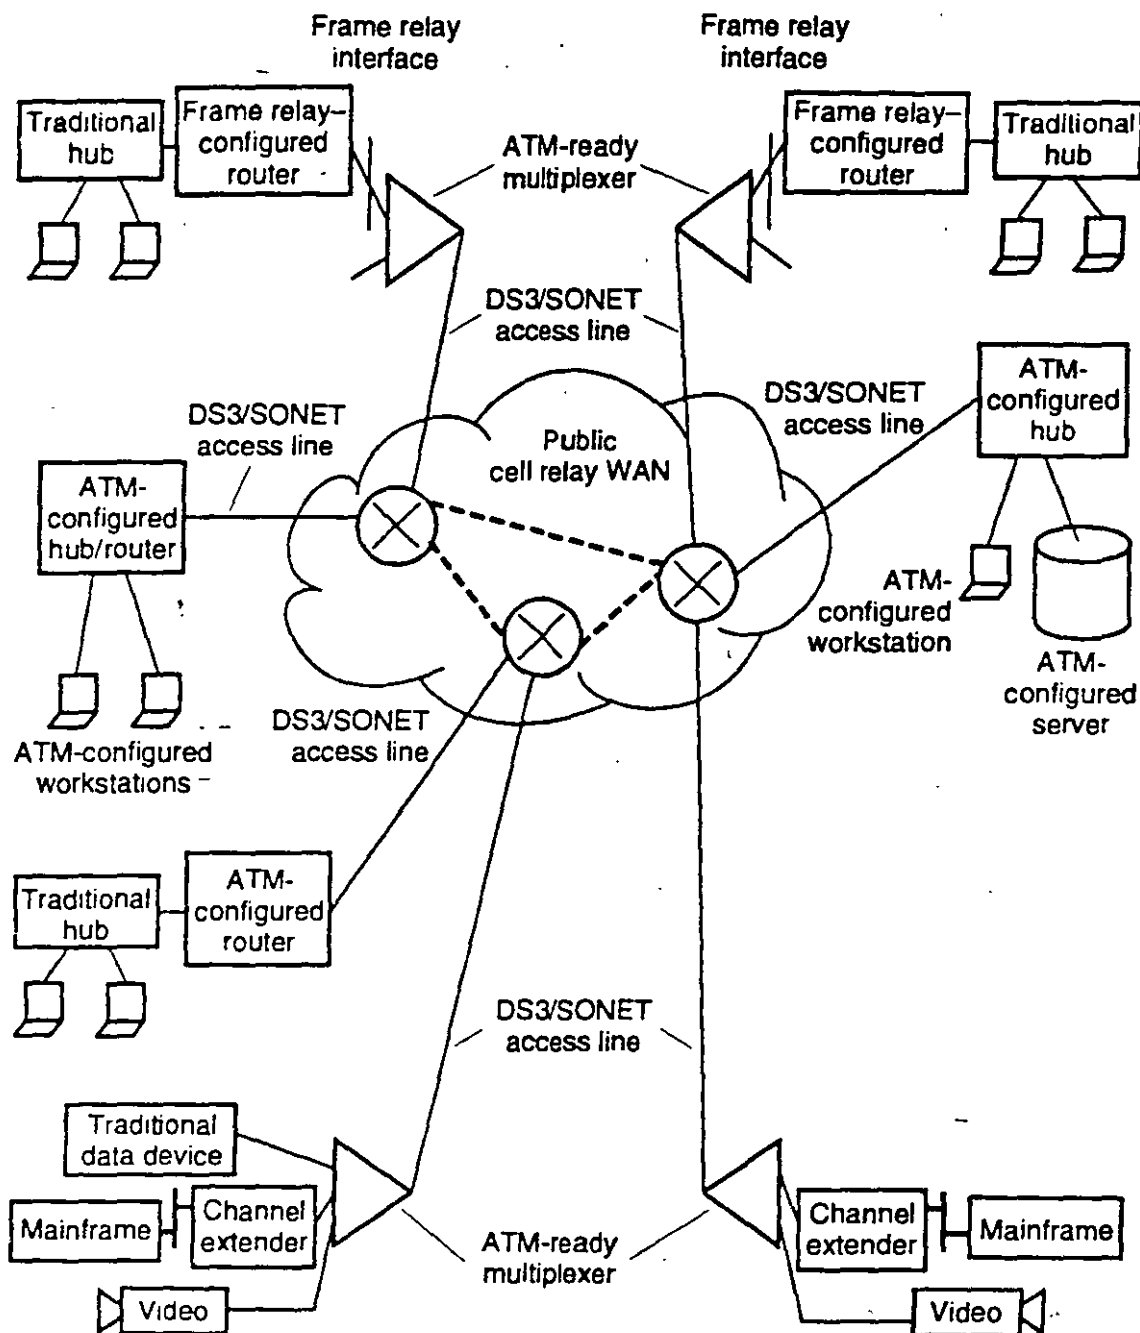 Frame relay
interface
Frame relay
interface
Traditional
hub
Frame relay–
configured
router
ATM-ready
multiplexer
Frame relay–
configured
router
Traditional
hub
DS3/SONET
access line
DS3/SONET
access line
DS3/SONET
access line
ATM-
configured
hub
Public
cell relay WAN
ATM-
configured
hub/router
ATM-
configured
workstation
ATM-
configured
server
ATM-configured
workstations
DS3/SONET
access line
Traditional
hub
ATM-
configured
router
DS3/SONET
access line
Traditional
data device
Mainframe
Channel
extender
Video
ATM-ready
multiplexer
Channel
extender
Mainframe
Video